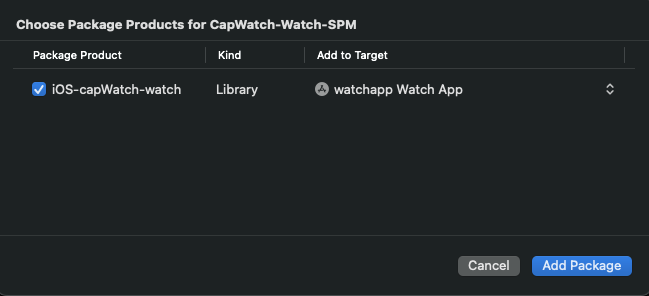 Choose Package Products for CapWatch-Watch-SPM
Package Product Kind Add to Target
iOS-capWatch-watch Library watchapp Watch App
Cancel Add Package